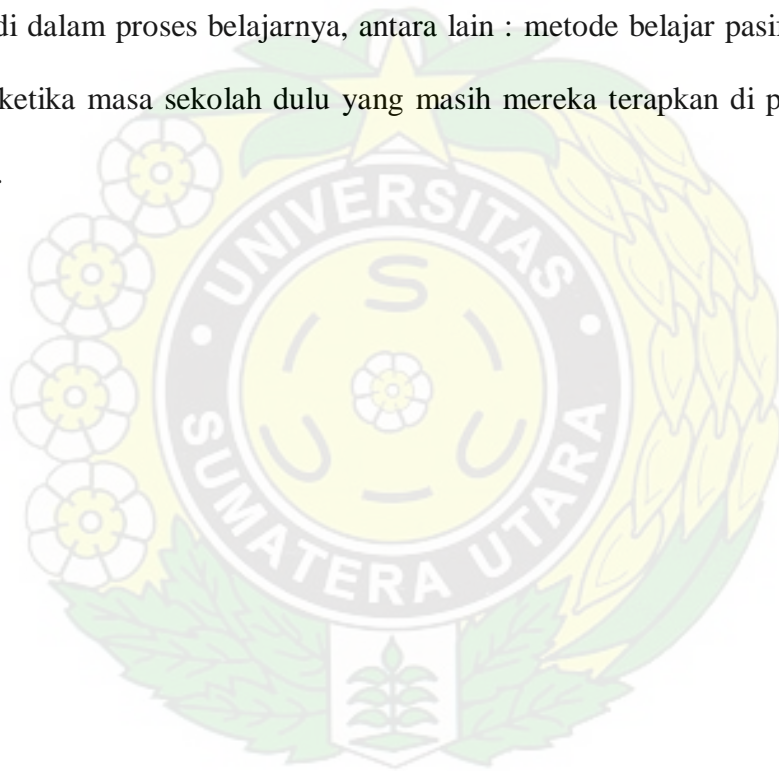 di dalam proses belajarnya, antara lain : metode belajar
ketika masa sekolah dulu yang masih mereka terapkan di
.
UNIVERSITAS
S
U
U
SUMATERA UTARA